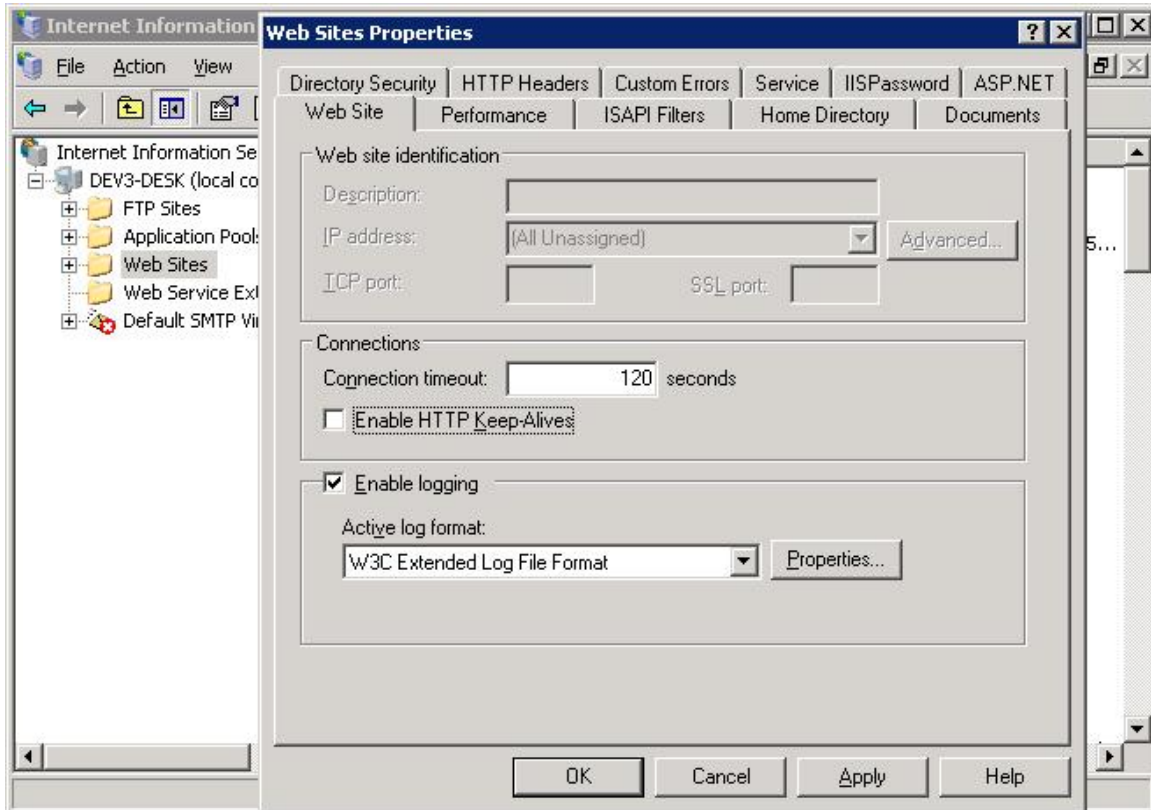 Internet Information
Web Sites Properties
File Action View
Directory Security HTTP Headers Custom Errors Service IISPassword ASP.NET
Web Site Performance ISAPI Filters Home Directory Documents
Internet Information Se
DEV3-DESK (local co
FTP Sites
Application Pool
Web Sites
Web Service Ext
Default SMTP Vi
Web site identification
Description:
IP address: (All Unassigned) Advanced...
5...
TCP port: SSL port:
Connections
Connection timeout: 120 seconds
Enable HTTP Keep-Alives
Enable logging
Active log format:
W3C Extended Log File Format Properties...
OK Cancel Apply Help